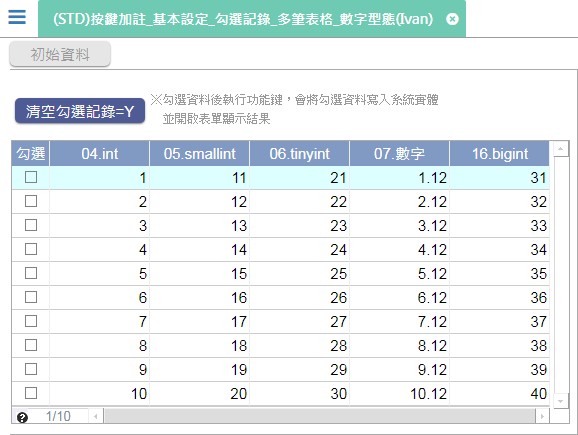 (STD)按鍵加註_基本設定_勾選記錄_多筆表格_數字型態(Ivan)
初始資料
清空勾選記錄=Y
※勾選資料後執行功能鍵，會將勾選資料寫入系統實體
並開啟表單顯示結果
勾選 04.int 05.smallint 06.tinyint 07.數字 16.bigint
1 11 21 1.12 31
2 12 22 2.12 32
3 13 23 3.12 33
4 14 24 4.12 34
5 15 25 5.12 35
6 16 26 6.12 36
7 17 27 7.12 37
8 18 28 8.12 38
9 19 29 9.12 39
10 20 30 10.12 40
1/10